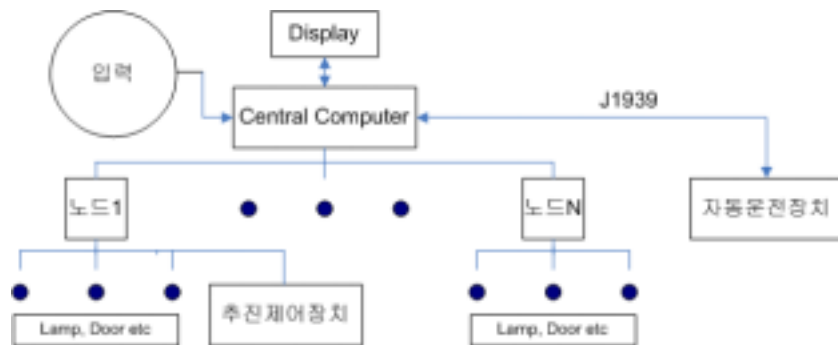 Display
입력
Central Computer
J1939
노드1
노드N
자동운전장치
추진제어장치
Lamp, Door etc
Lamp, Door etc